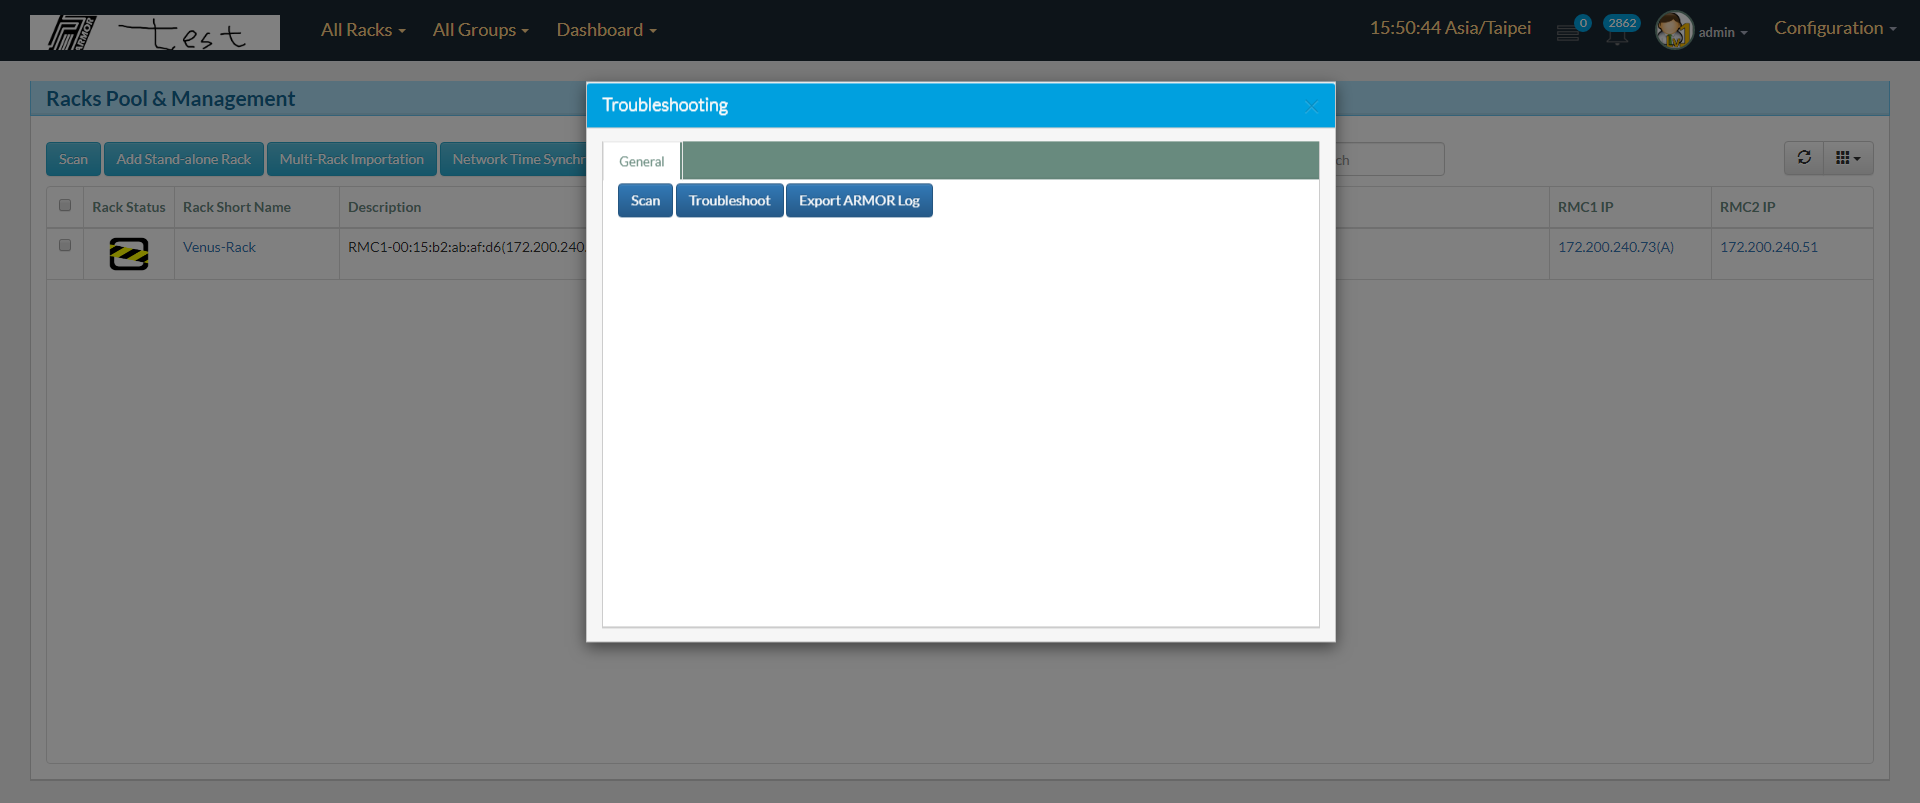 ARMOR test All Racks All Groups Dashboard 15:50:44 Asia/Taipei 0 2862 admin Configuration
Racks Pool & Management
Troubleshooting
General
Scan Add Stand-alone Rack Multi-Rack Importation Network Time Synchr ch
Scan Troubleshoot Export ARMOR Log
Rack Status Rack Short Name Description RMC1 IP RMC2 IP
Venus-Rack RMC1-00:15:b2:ab:af:d6(172.200.240. 172.200.240.73(A) 172.200.240.51